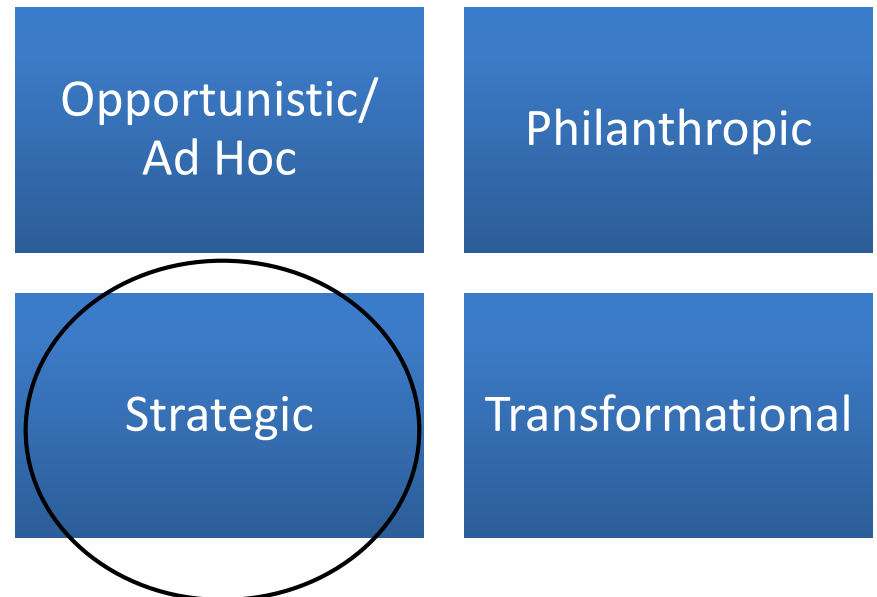 Opportunistic/
Ad Hoc
Philanthropic
Strategic
Transformational